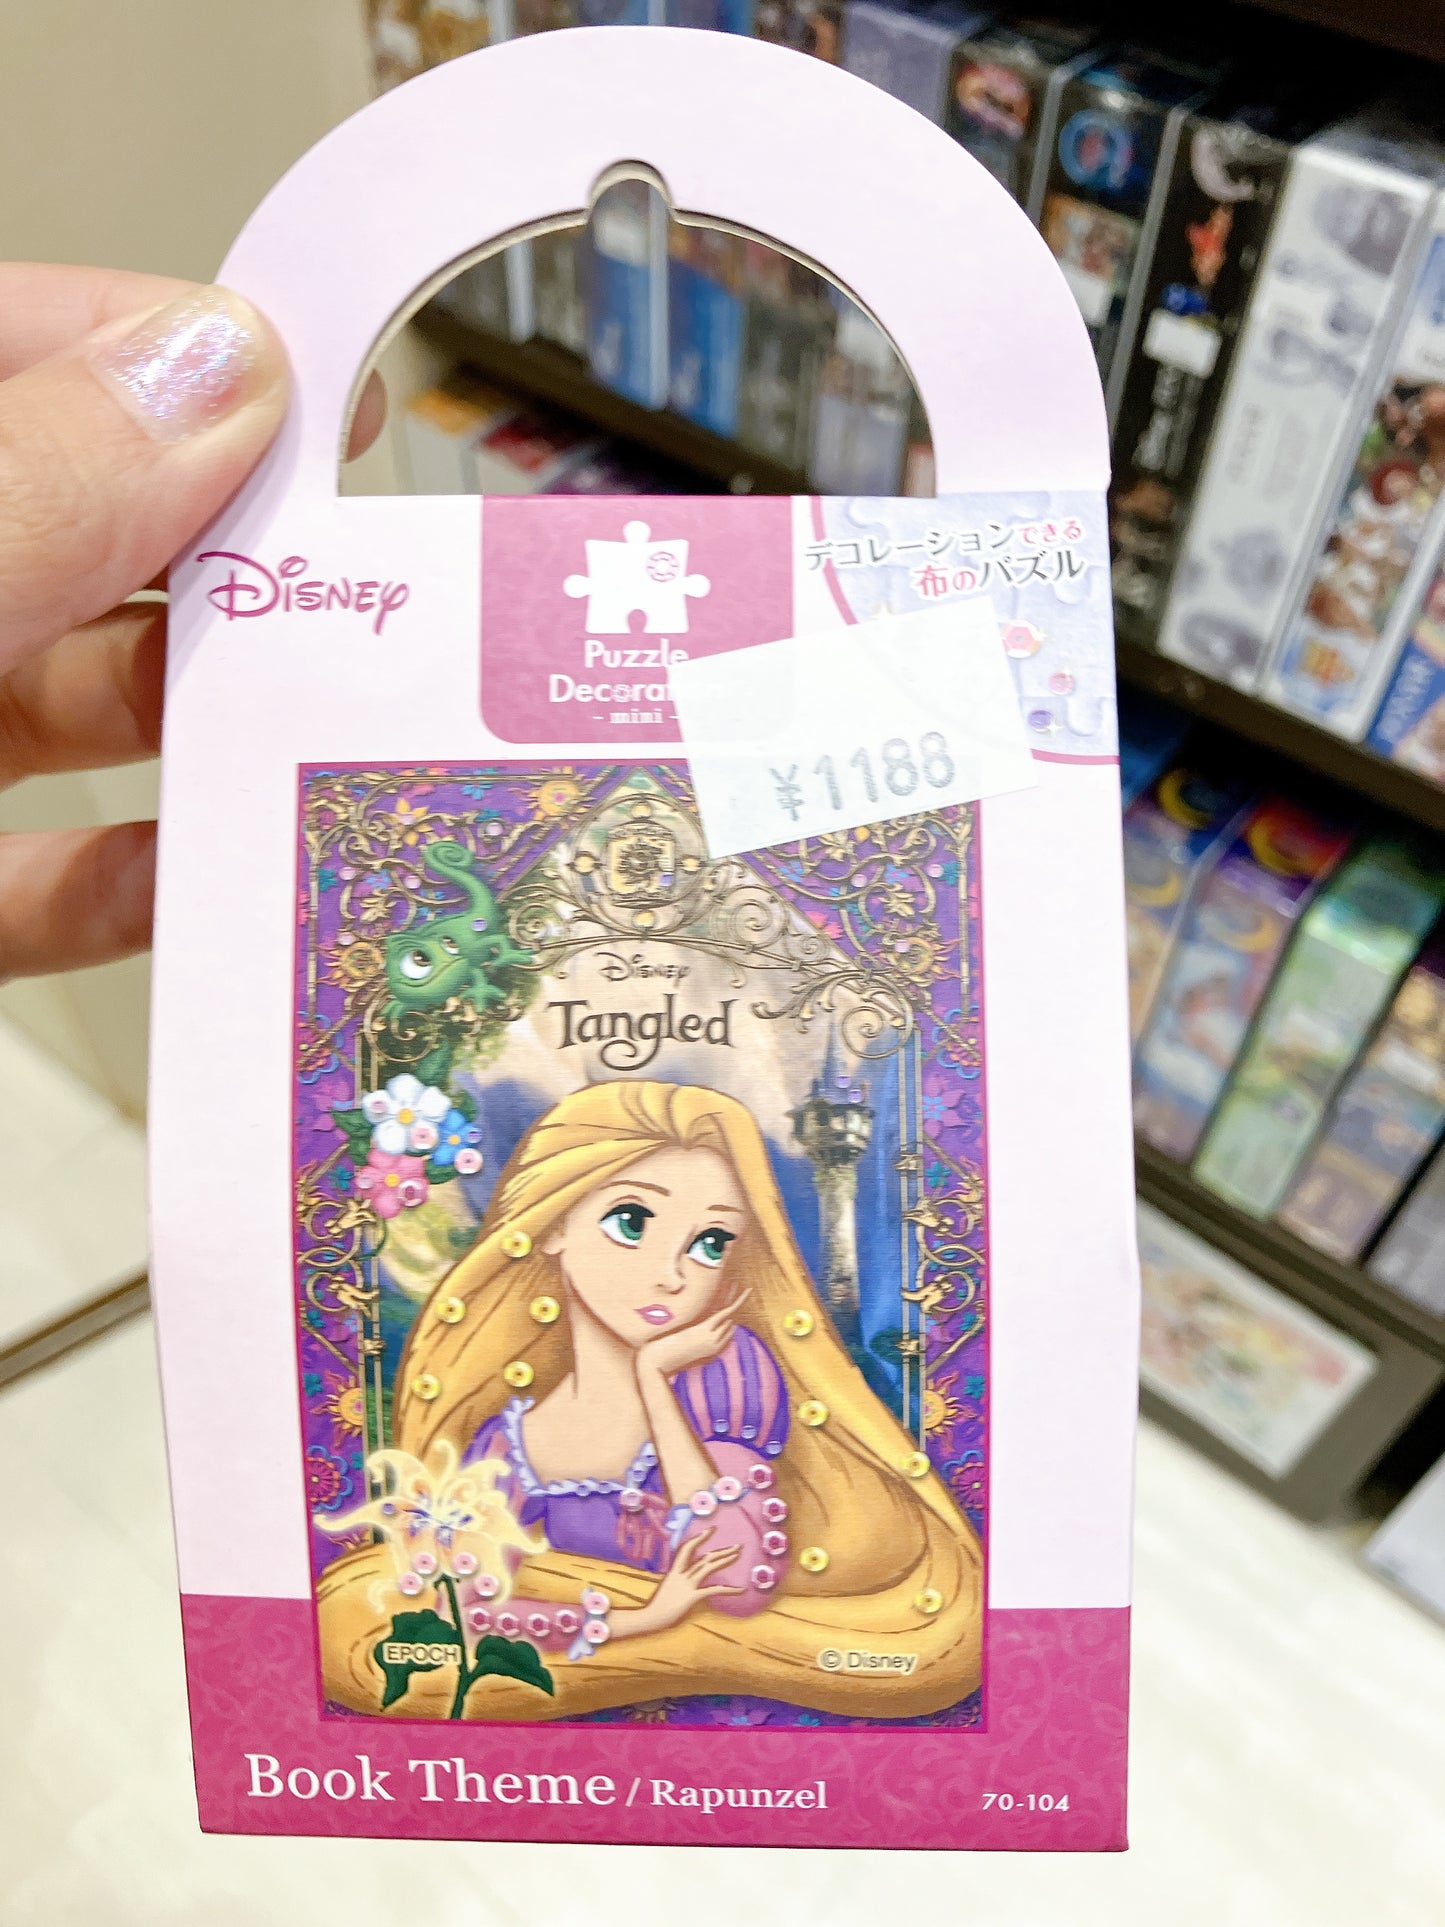 Disney
Puzzle
Decorat
- mini -
デコレーションできる
布のパズル
¥1188
Disney
Tangled
EPOCH
© Disney
Book Theme / Rapunzel
70-104